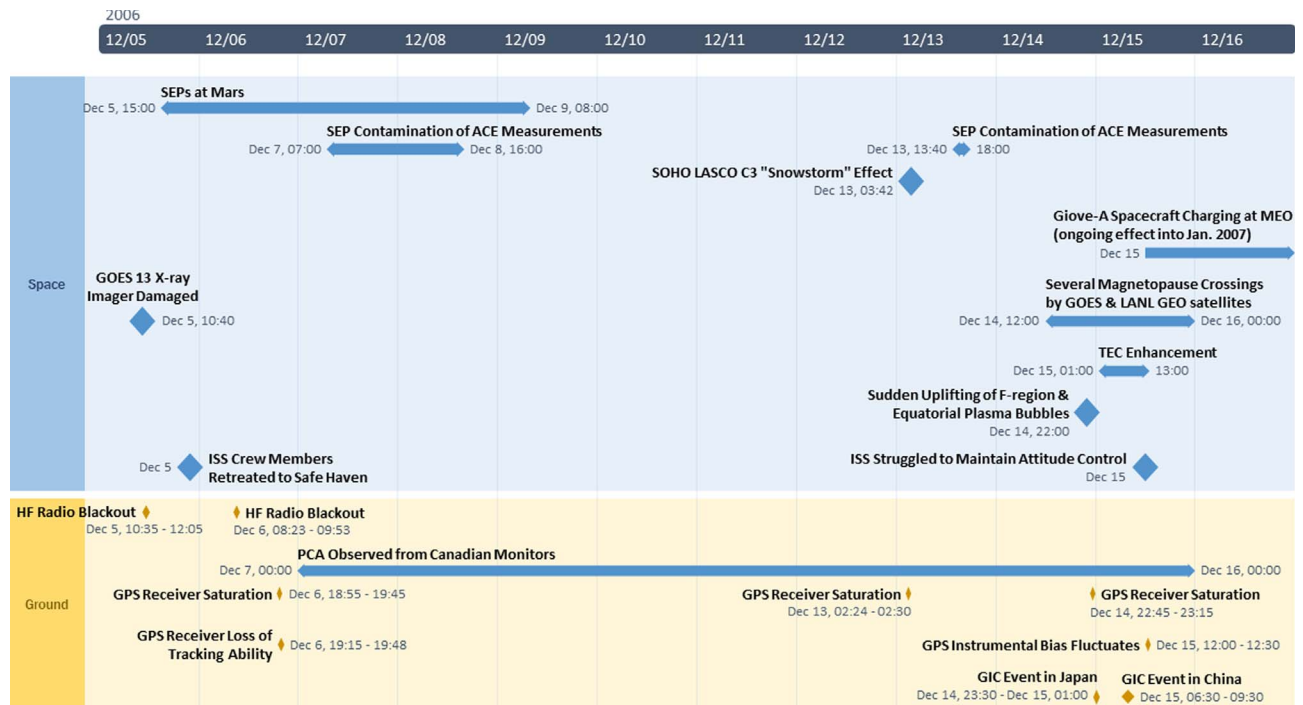 2006
12/05 12/06 12/07 12/08 12/09 12/10 12/11 12/12 12/13 12/14 12/15 12/16
Space
SEPs at Mars
Dec 5, 15:00 Dec 9, 08:00
SEP Contamination of ACE Measurements
Dec 7, 07:00 Dec 8, 16:00
SEP Contamination of ACE Measurements
Dec 13, 13:40 18:00
SOHO LASCO C3 "Snowstorm" Effect
Dec 13, 03:42
Giove-A Spacecraft Charging at MEO
(ongoing effect into Jan. 2007)
Dec 15
GOES 13 X-ray
Imager Damaged
Dec 5, 10:40
Several Magnetopause Crossings
by GOES & LANL GEO satellites
Dec 14, 12:00 Dec 16, 00:00
TEC Enhancement
Dec 15, 01:00 13:00
Sudden Uplifting of F-region &
Equatorial Plasma Bubbles
Dec 14, 22:00
Dec 5
ISS Crew Members
Retreated to Safe Haven
ISS Struggled to Maintain Attitude Control
Dec 15
Ground
HF Radio Blackout
Dec 5, 10:35 - 12:05
HF Radio Blackout
Dec 6, 08:23 - 09:53
PCA Observed from Canadian Monitors
Dec 7, 00:00 Dec 16, 00:00
GPS Receiver Saturation Dec 6, 18:55 - 19:45
GPS Receiver Saturation
Dec 13, 02:24 - 02:30
GPS Receiver Saturation
Dec 14, 22:45 - 23:15
GPS Receiver Loss of
Tracking Ability
Dec 6, 19:15 - 19:48
GPS Instrumental Bias Fluctuates Dec 15, 12:00 - 12:30
GIC Event in Japan
Dec 14, 23:30 - Dec 15, 01:00
GIC Event in China
Dec 15, 06:30 - 09:30